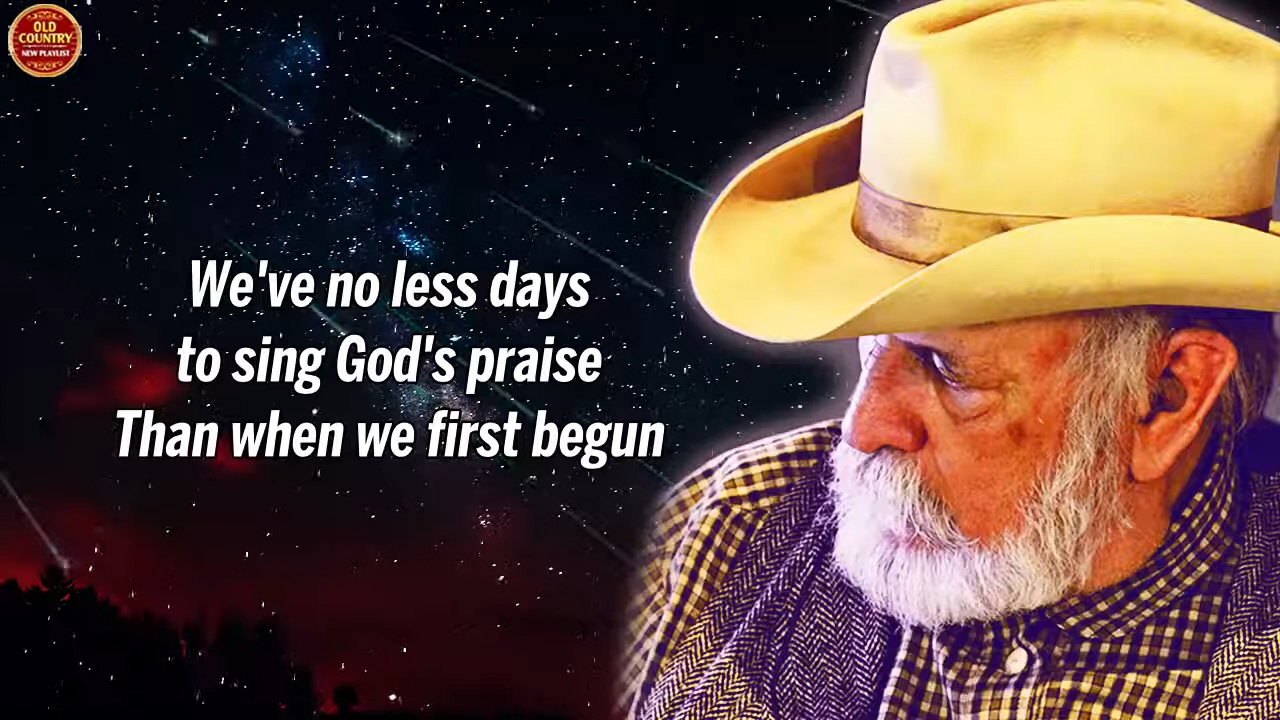 OLD
COUNTRY
NEW PLAYLIST
We've no less days
to sing God's praise
Than when we first begun